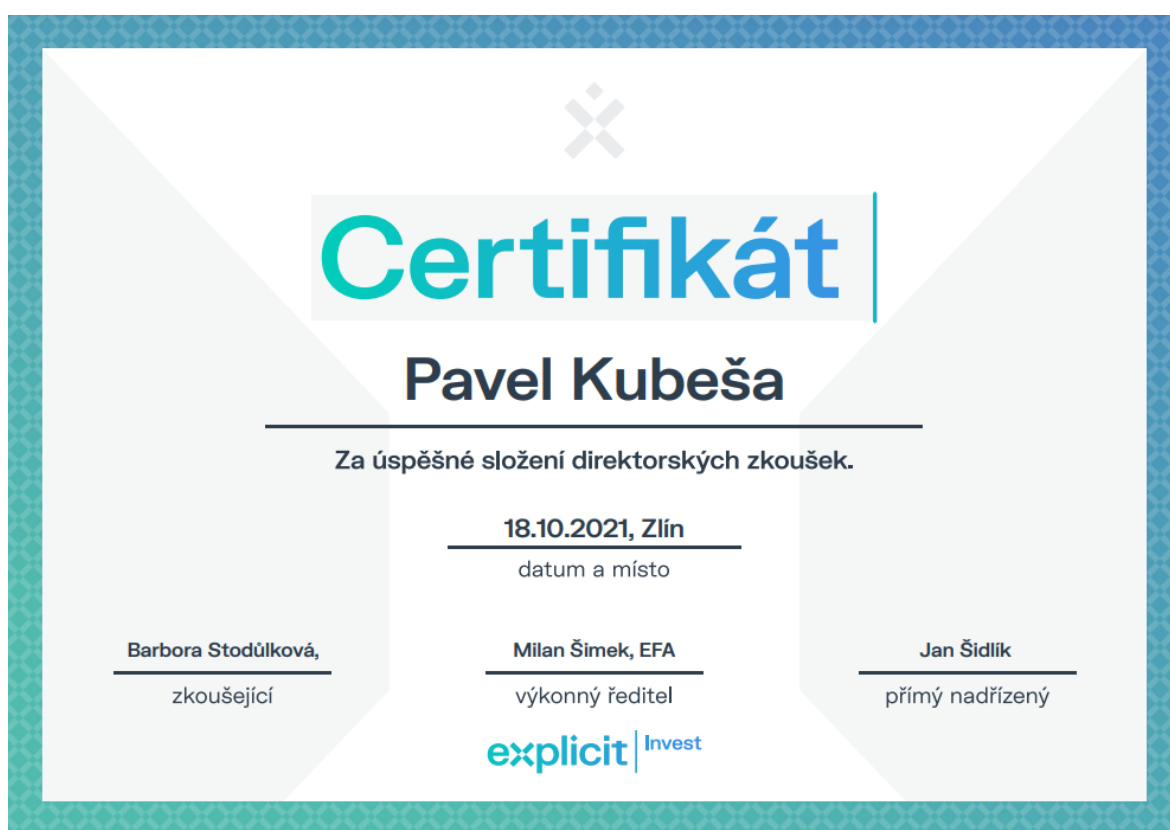 Certifikát
Pavel Kubeša
Za úspěšné složení direktorských zkoušek.
18.10.2021, Zlín
datum a místo
Barbora Stodůlková,
zkoušející
Milan Šimek, EFA
výkonný ředitel
Jan Šidlík
přímý nadřízený
explicit Invest